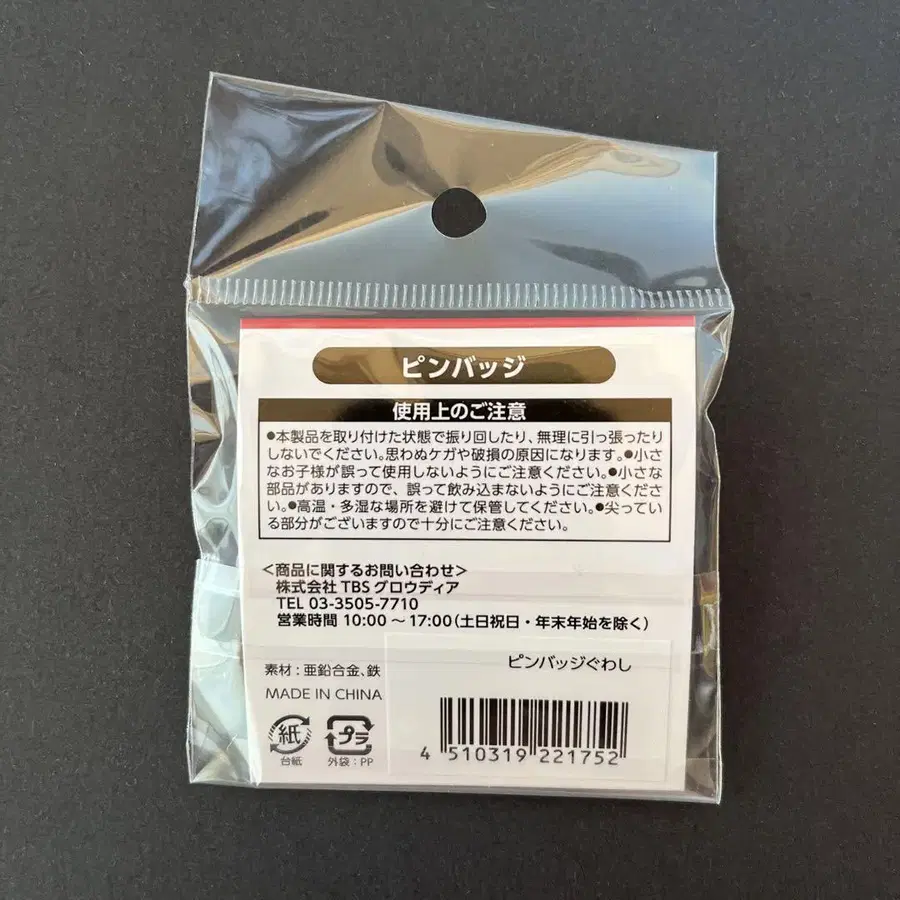 ピンバッジ
使用上のご注意
●本製品を取り付けた状態で振り回したり、無理に引っ張ったり
しないでください。思わぬケガや破損の原因になります。●小さ
なお子様が誤って使用しないようにご注意ください。●小さな
部品がありますので、誤って飲み込まないようにご注意くださ
い。●高温・多湿な場所を避けて保管してください。●尖ってい
る部分がございますので十分にご注意ください。
<商品に関するお問い合わせ>
株式会社 TBS グロウディア
TEL 03-3505-7710
営業時間 10:00 〜 17:00(土日祝日・年末年始を除く)
ピンバッジぐわし
素材:亜鉛合金、鉄
MADE IN CHINA
紙
プラ
台紙
外袋:PP
4 510319 221752